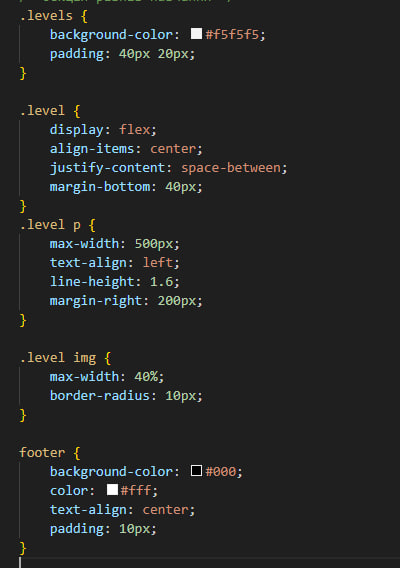 .levels {
background-color: #f5f5f5;
padding: 40px 20px;
}
.level {
display: flex;
align-items: center;
justify-content: space-between;
margin-bottom: 40px;
}
.level p {
max-width: 500px;
text-align: left;
line-height: 1.6;
margin-right: 200px;
}
.level img {
max-width: 40%;
border-radius: 10px;
}
footer {
background-color: #000;
color: #fff;
text-align: center;
padding: 10px;
}